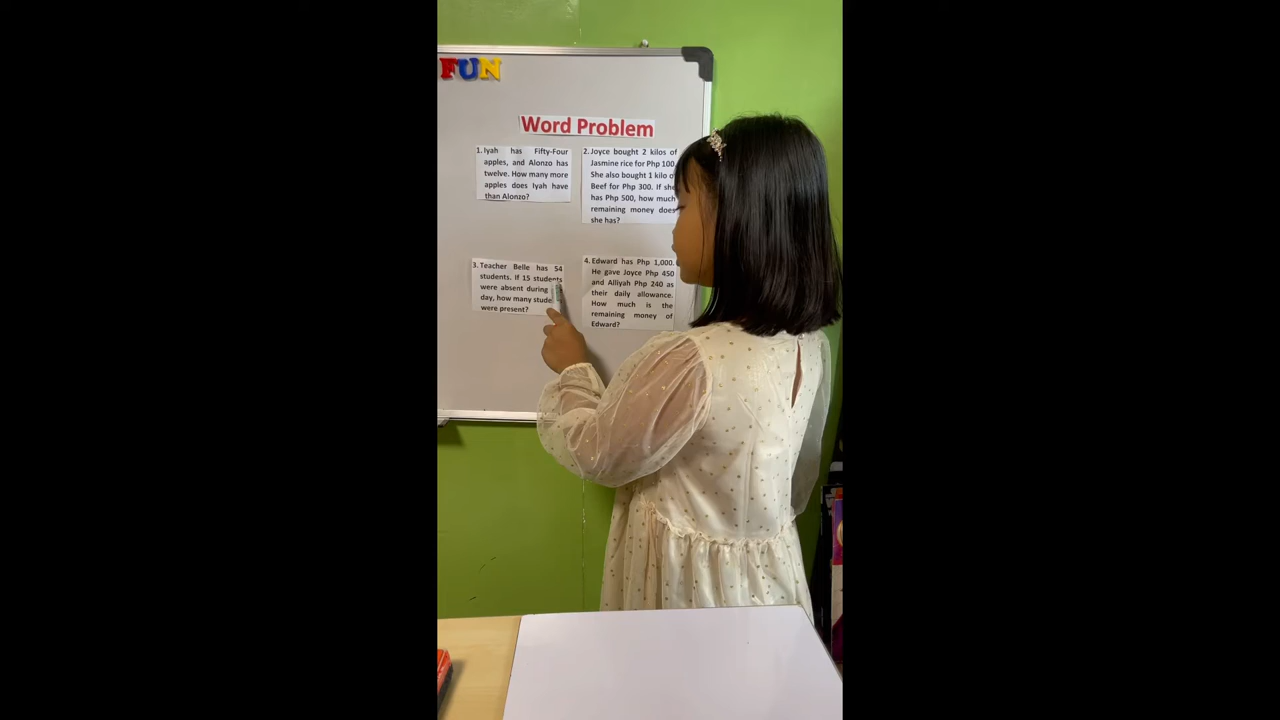 FUN
Word Problem
1. Iyah has Fifty-Four
apples, and Alonzo has
twelve. How many more
apples does Iyah have
than Alonzo?
2. Joyce bought 2 kilos of
Jasmine rice for Php 100.
She also bought 1 kilo of
Beef for Php 300. If she
has Php 500, how much
remaining money does
she has?
3. Teacher Belle has 54
students. If 15 students
were absent during
day, how many
were present?
4. Edward has Php 1,000.
He gave Joyce Php 450
and Alliyah Php 240 as
their daily allowance.
How much is the
remaining money of
Edward?